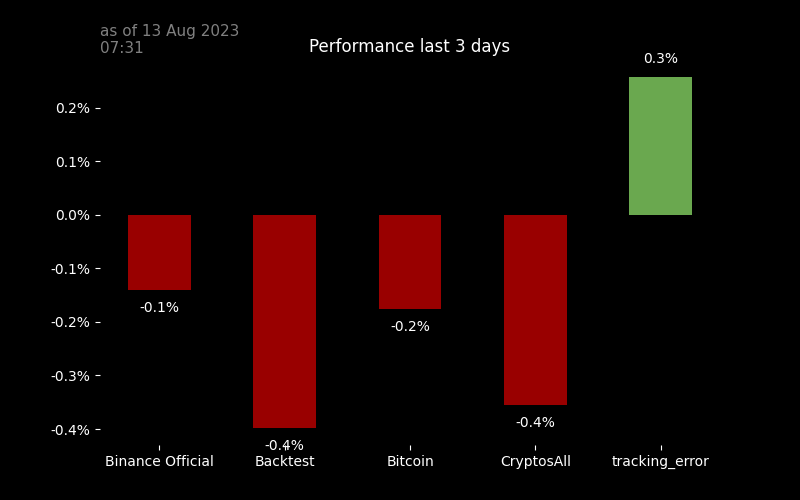 as of 13 Aug 2023
07:31
Performance last 3 days
0.3%
0.2%
0.1%
0.0%
-0.1%
-0.2%
-0.3%
-0.4%
-0.1%
-0.4%
-0.2%
-0.4%
Binance Official
Backtest
Bitcoin
CryptosAll
tracking_error